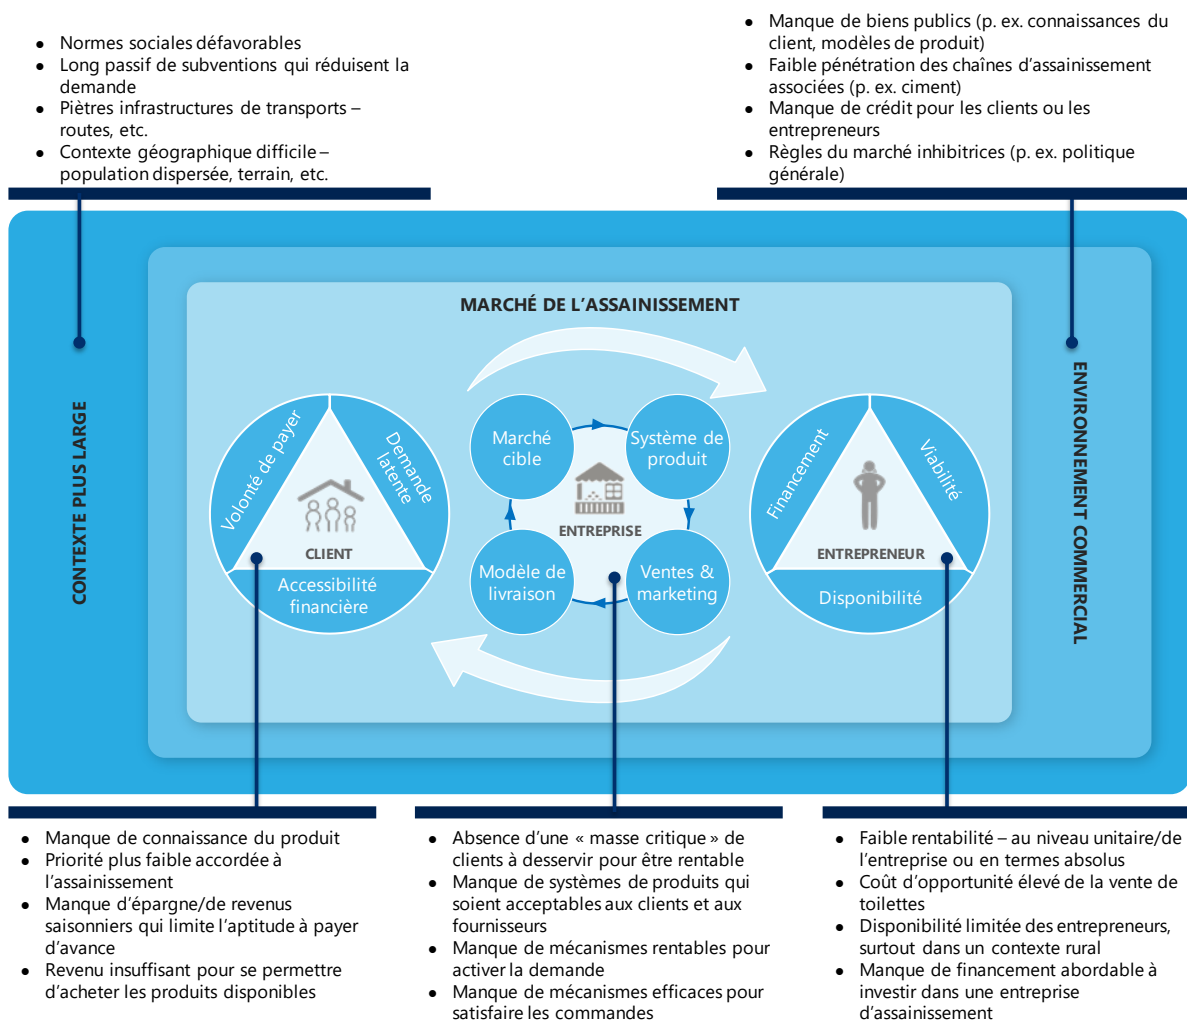 • Normes sociales défavorables
• Long passif de subventions qui réduisent la
demande
• Piètres infrastructures de transports –
routes, etc.
• Contexte géographique difficile –
population dispersée, terrain, etc.
• Manque de biens publics (p. ex. connaissances du
client, modèles de produit)
• Faible pénétration des chaînes d’assainissement
associées (p. ex. ciment)
• Manque de crédit pour les clients ou les
entrepreneurs
• Règles du marché inhibitrices (p. ex. politique
générale)
CONTEXTE PLUS LARGE
MARCHÉ DE L’ASSAINISSEMENT
Volonté de payer
Demande
latente
CLIENT
Accessibilité
financière
Marché
cible
Système de
produit
ENTREPRISE
Modèle de
livraison
Ventes &
marketing
Financement
Viabilité
ENTREPRENEUR
Disponibilité
ENVIRONNEMENT COMMERCIAL
• Manque de connaissance du produit
• Priorité plus faible accordée à
l’assainissement
• Manque d’épargne/de revenus
saisonniers qui limite l’aptitude à payer
d’avance
• Revenu insuffisant pour se permettre
d’acheter les produits disponibles
• Absence d’une « masse critique » de
clients à desservir pour être rentable
• Manque de systèmes de produits qui
soient acceptables aux clients et aux
fournisseurs
• Manque de mécanismes rentables pour
activer la demande
• Manque de mécanismes efficaces pour
satisfaire les commandes
• Faible rentabilité – au niveau unitaire/de
l’entreprise ou en termes absolus
• Coût d’opportunité élevé de la vente de
toilettes
• Disponibilité limitée des entrepreneurs,
surtout dans un contexte rural
• Manque de financement abordable à
investir dans une entreprise
d’assainissement